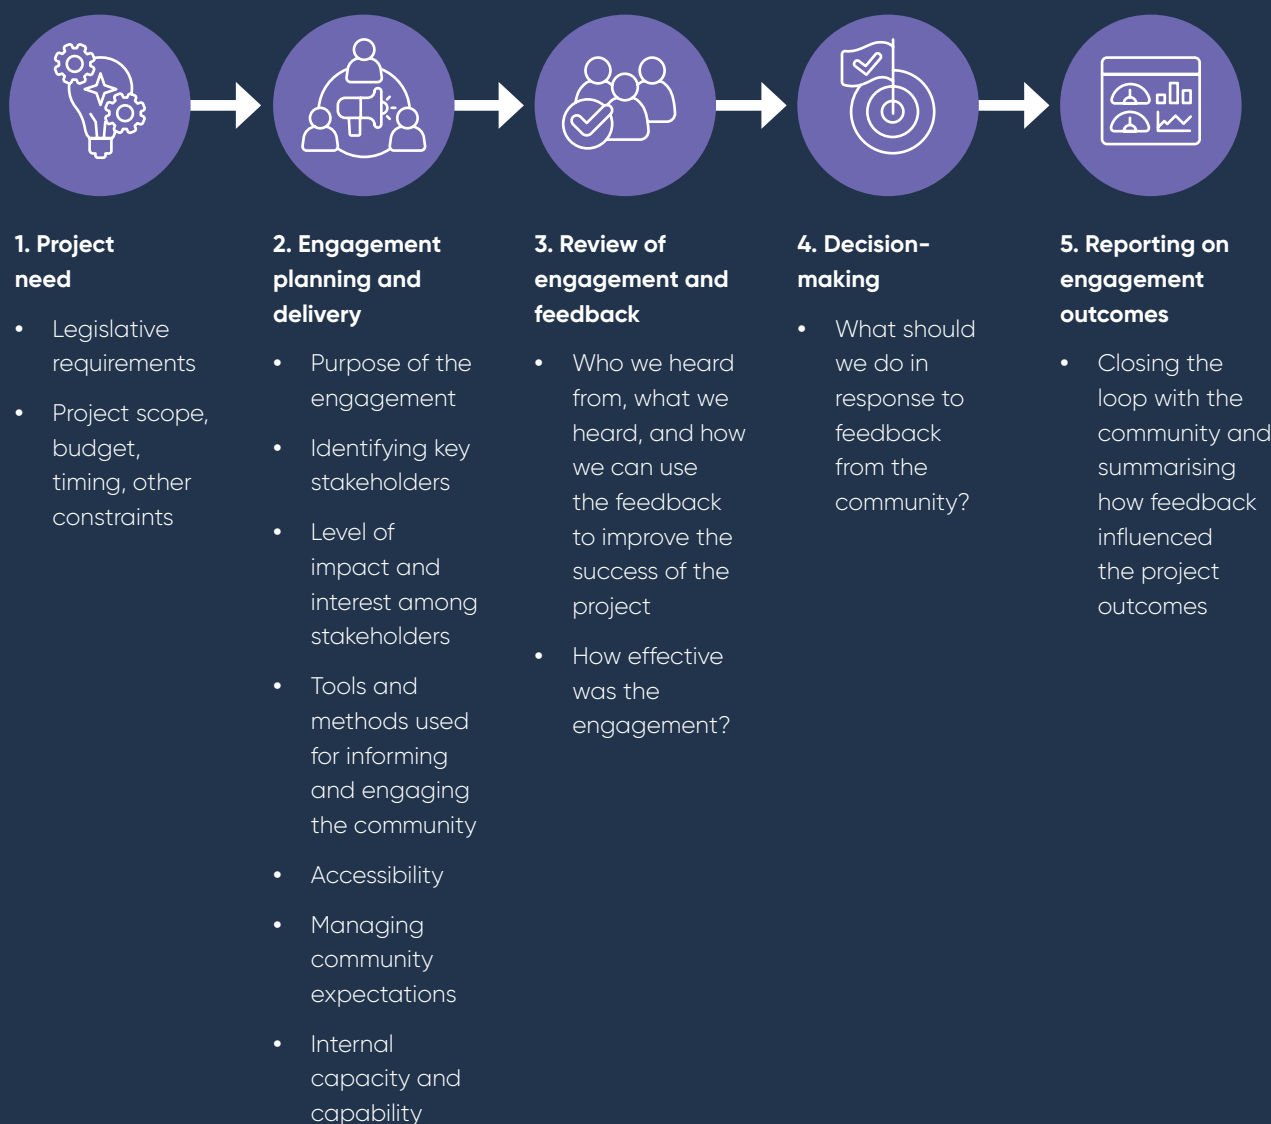 1. Project
need
• Legislative
requirements
• Project scope,
budget,
timing, other
constraints
2. Engagement
planning and
delivery
• Purpose of the
engagement
• Identifying key
stakeholders
• Level of
impact and
interest among
stakeholders
• Tools and
methods used
for informing
and engaging
the community
• Accessibility
• Managing
community
expectations
• Internal
capacity and
capability
3. Review of
engagement and
feedback
• Who we heard
from, what we
heard, and how
we can use
the feedback
to improve the
success of the
project
• How effective
was the
engagement?
4. Decision-
making
• What should
we do in
response to
feedback
from the
community?
5. Reporting on
engagement
outcomes
• Closing the
loop with the
community and
summarising
how feedback
influenced
the project
outcomes